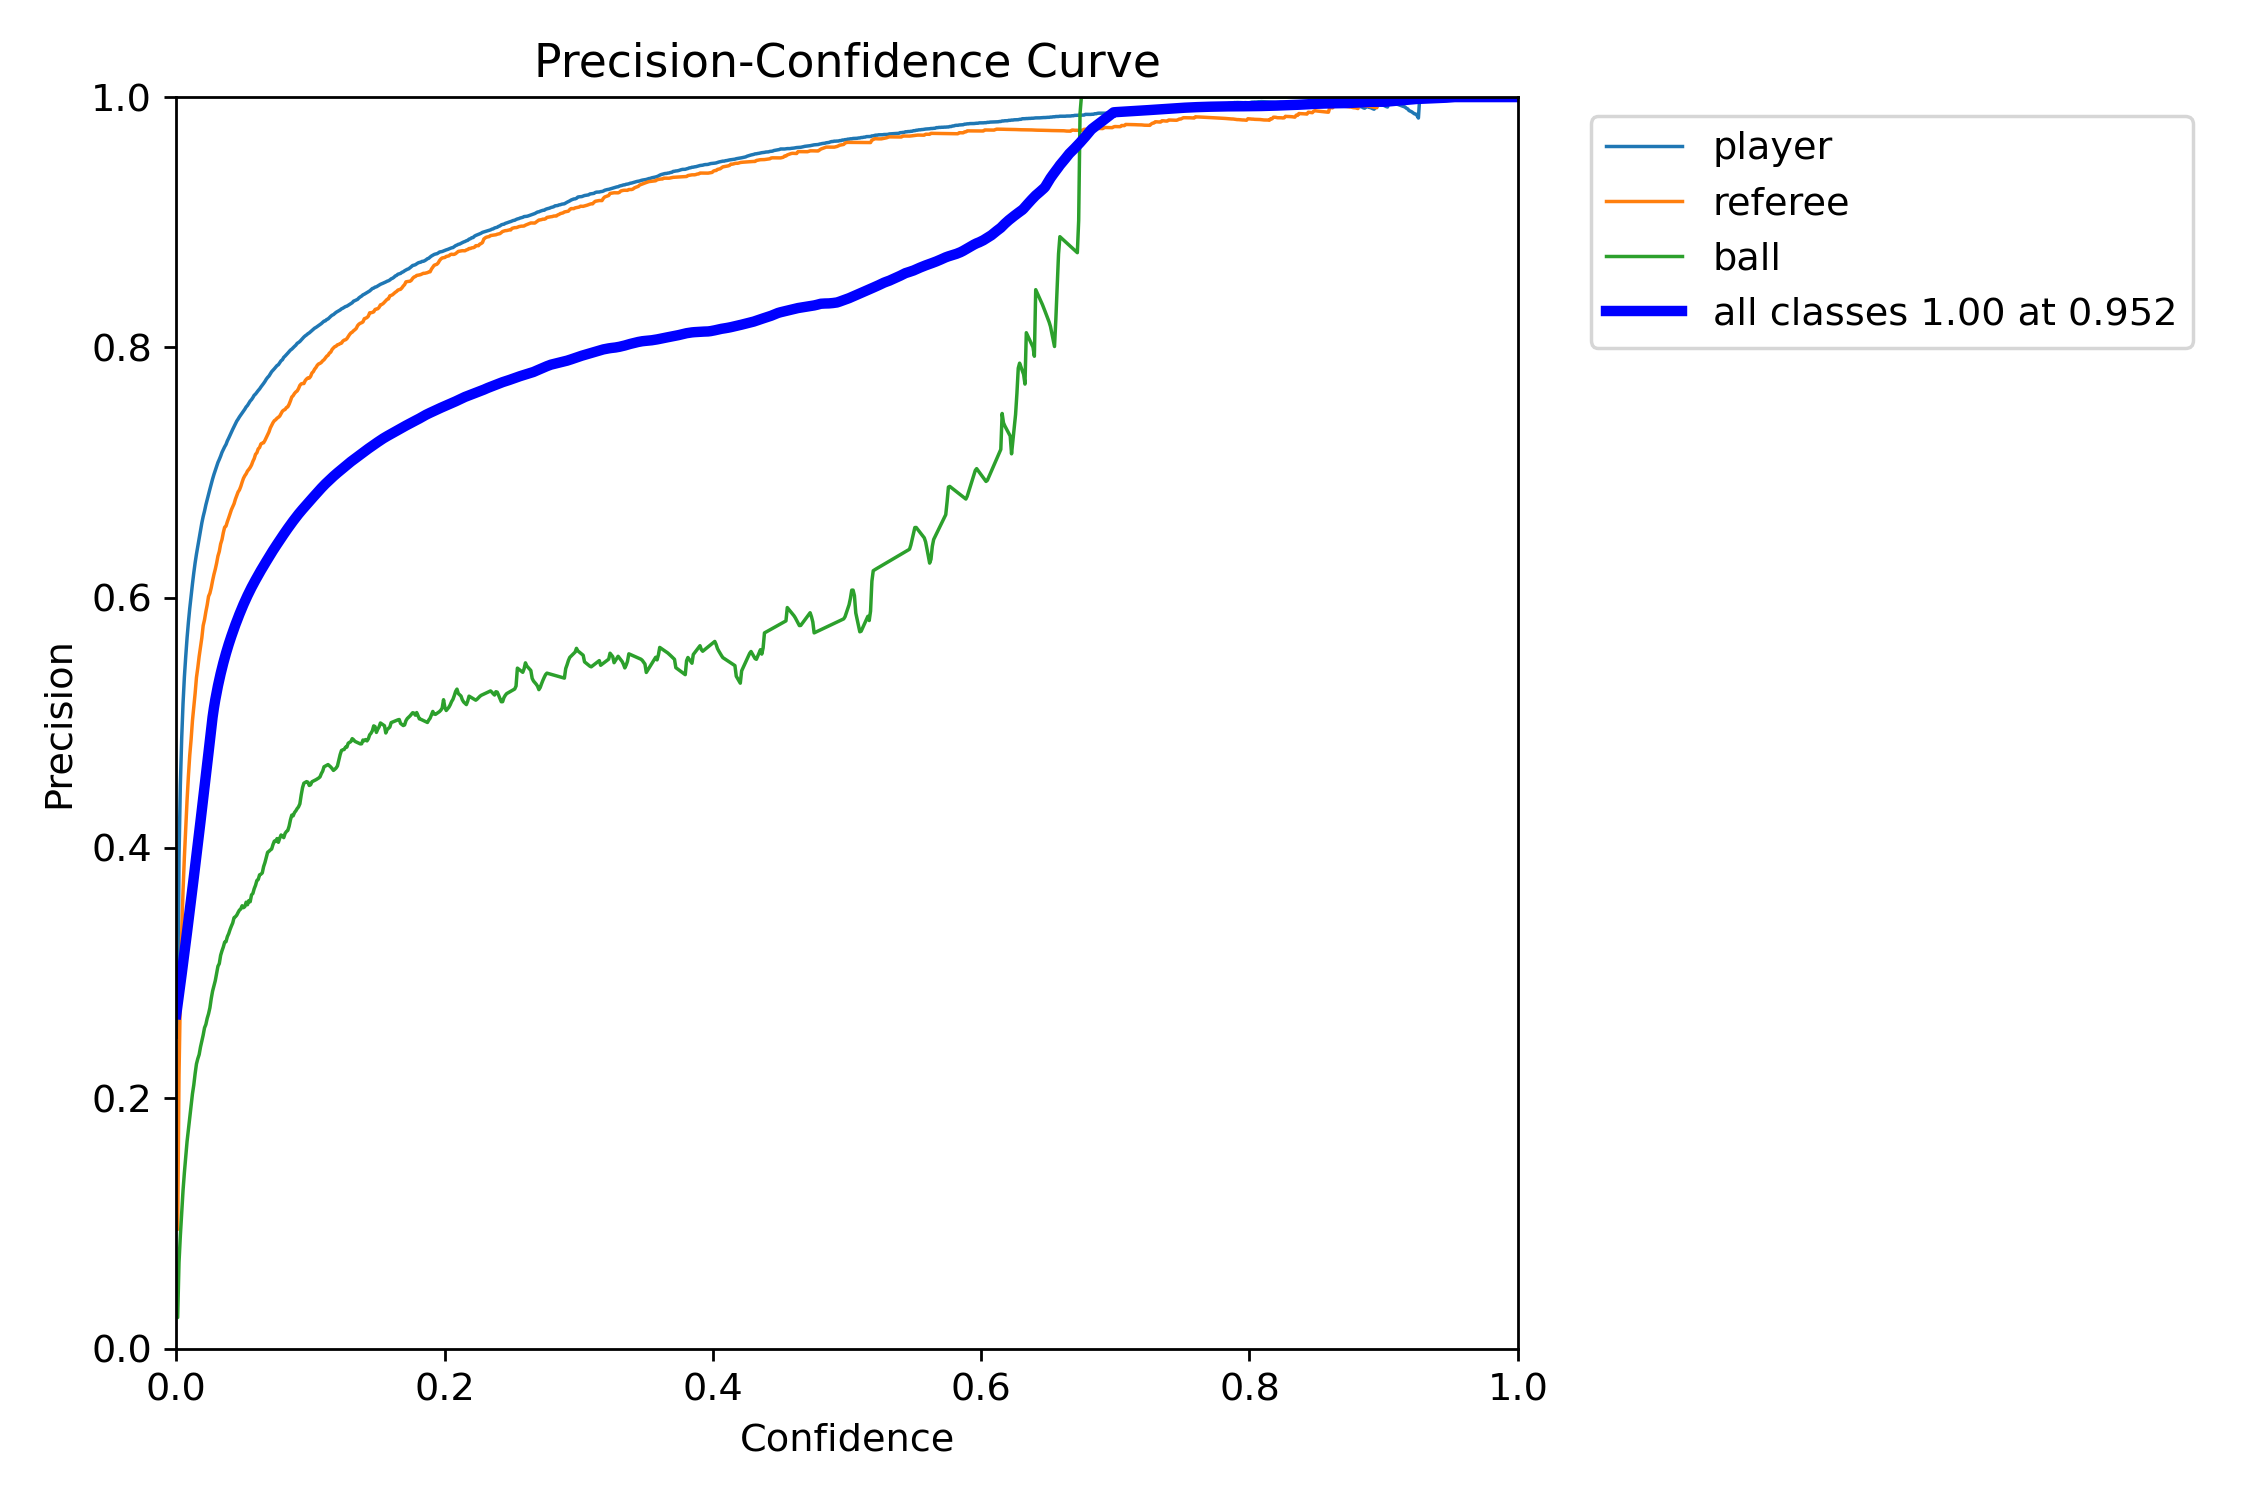 Precision-Confidence Curve
1.0
0.8
0.6
0.4
0.2
0.0
Precision
0.0 0.2 0.4 0.6 0.8 1.0
Confidence
player
referee
ball
all classes 1.00 at 0.952